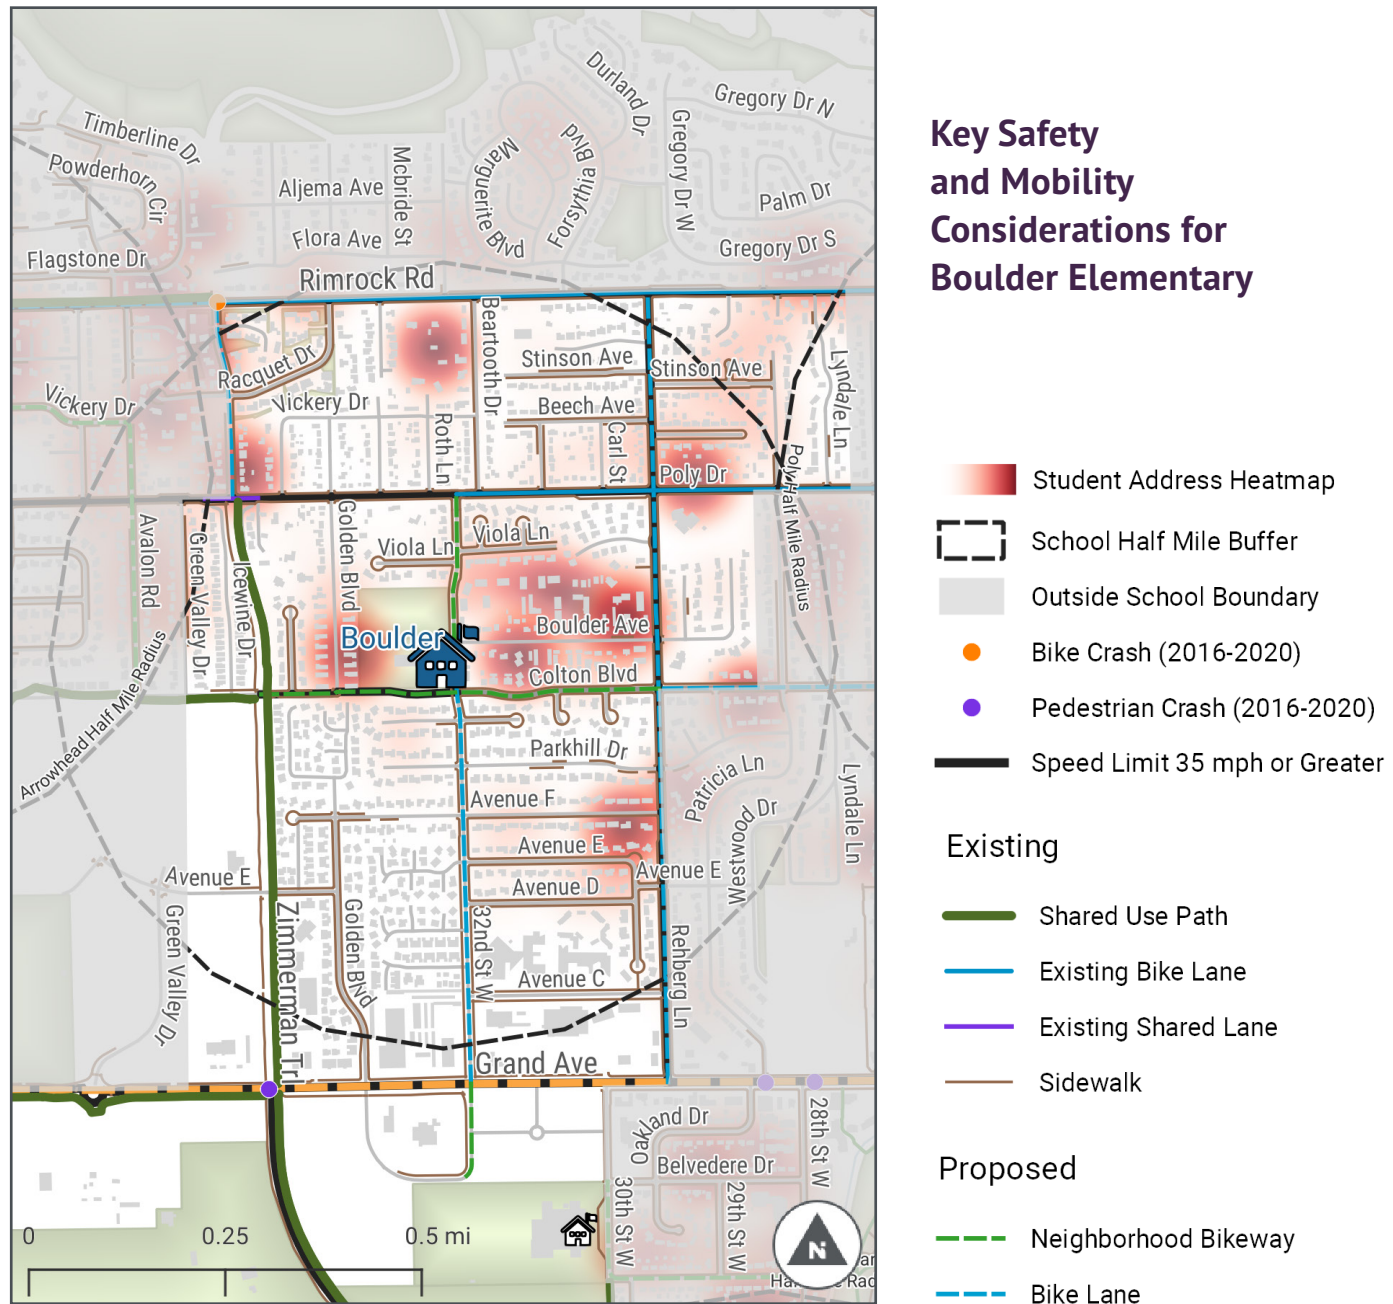 Key Safety
and Mobility
Considerations for
Boulder Elementary
Student Address Heatmap
School Half Mile Buffer
Outside School Boundary
Bike Crash (2016-2020)
Pedestrian Crash (2016-2020)
Speed Limit 35 mph or Greater
Existing
Shared Use Path
Existing Bike Lane
Existing Shared Lane
Sidewalk
Proposed
Neighborhood Bikeway
Bike Lane
Durland Dr
Gregory Dr N
Timberline Dr
Powderhorn Cir
Mcbride St
Marguerite Blvd
Forsythia Blvd
Gregory Dr W
Aljema Ave
Palm Dr
Flora Ave
Gregory Dr S
Flagstone Dr
Rimrock Rd
Beartooth Dr
Stinson Ave
Stinson Ave
Lyndale Ln
Racquet Dr
Vickery Dr
Vickery Dr
Beech Ave
Roth Ln
Carl St
Poly Dr
Poly Half Mile Radius
Golden Blvd
Viola Ln
Viola Ln
Avalon Rd
Green Valley Dr
Icewine Dr
Boulder
Boulder Ave
Colton Blvd
Arrowhead Half Mile Radius
Parkhill Dr
Patricia Ln
Lyndale Ln
Avenue F
Westwood Dr
Avenue E
Avenue E
Avenue E
Avenue D
Zimmerman Trl
Golden Blvd
32nd St W
Green Valley Dr
Rehberg Ln
Avenue C
Grand Ave
Oakland Dr
28th St W
Belvedere Dr
30th St W
29th St W
0 0.25 0.5 mi
N